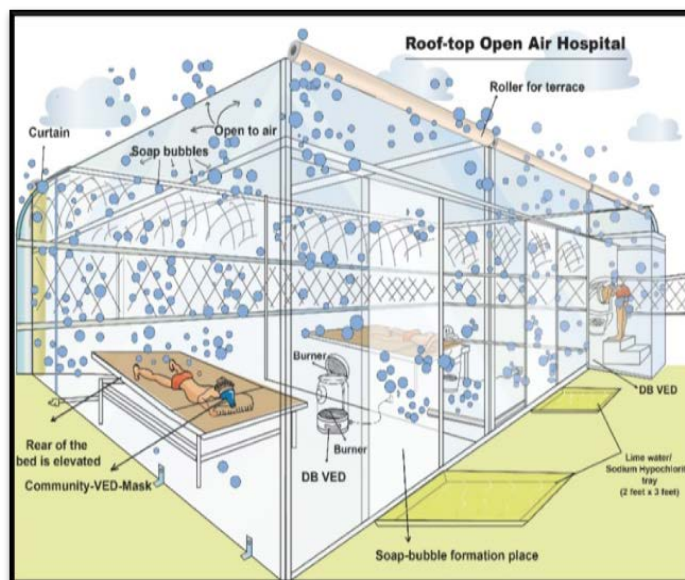 Roof-top Open Air Hospital
Roller for terrace
Curtain
Open to air
Soap bubbles
Burner
Burner
DB VED
DB VED
Rear of the
bed is elevated
Community-VED-Mask
Lime water/
Sodium Hypochlorit
tray
(2 feet x 3 feet)
Soap-bubble formation place